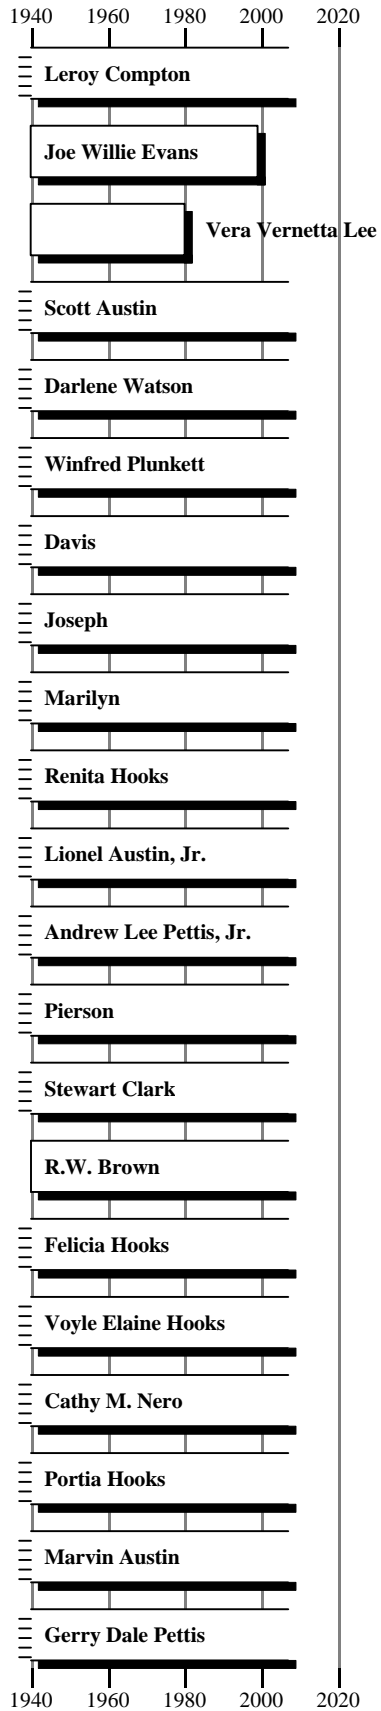 1940 1960 1980 2000 2020
Leroy Compton
Joe Willie Evans
Vera Vernetta Lee
Scott Austin
Darlene Watson
Winfred Plunkett
Davis
Joseph
Marilyn
Renita Hooks
Lionel Austin, Jr.
Andrew Lee Pettis, Jr.
Pierson
Stewart Clark
R.W. Brown
Felicia Hooks
Voyle Elaine Hooks
Cathy M. Nero
Portia Hooks
Marvin Austin
Gerry Dale Pettis
1940 1960 1980 2000 2020